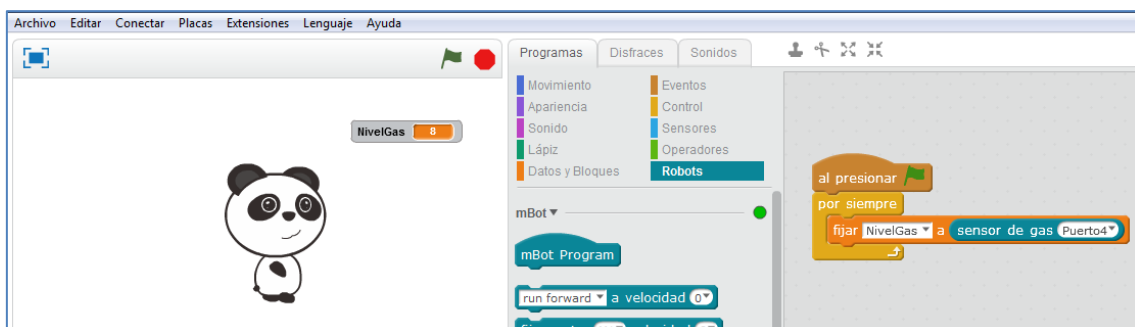 Archivo Editar Conectar Placas Extensiones Lenguaje Ayuda
Programas Disfraces Sonidos
NivelGas 8
Movimiento Eventos
Apariencia Control
Sonido Sensores
Lápiz Operadores
Datos y Bloques Robots
mBot
mBot Program
run forward a velocidad 0
al presionar
por siempre
fijar NivelGas a sensor de gas Puerto4